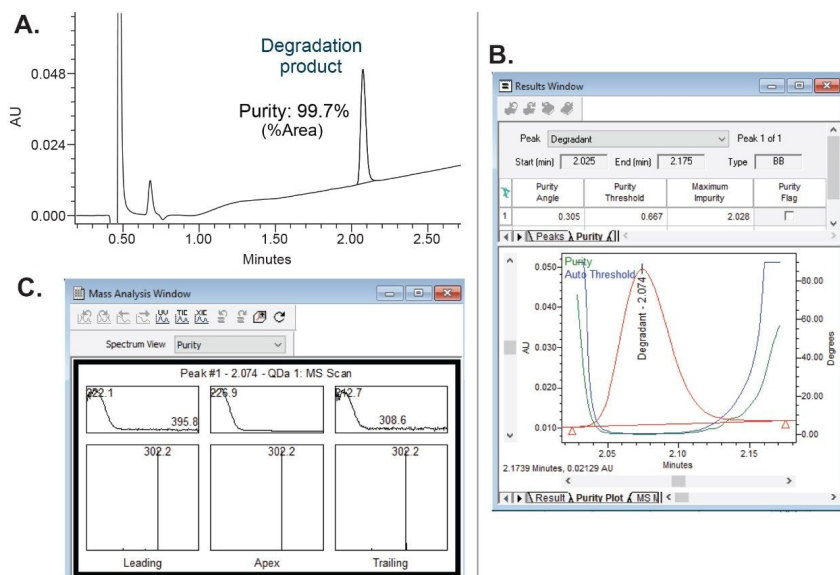 A.
Degradation
product
Purity: 99.7%
(%Area)
AU
0.048
0.024
0.000
0.50 1.00 1.50 2.00 2.50
Minutes
B.
Results Window
Peak Degradant Peak 1 of 1
Start (min) 2.025 End (min) 2.175 Type BB
Purity Angle Purity Threshold Maximum Impurity Purity Flag
1 0.305 0.667 2.028
Peaks Purity
Purity
Auto Threshold
Degradant - 2.074
AU
0.050
0.040
0.030
0.020
0.010
Degrees
80.00
60.00
40.00
20.00
0.00
2.05 2.10 2.15
Minutes
2.1739 Minutes, 0.02129 AU
Result Purity Plot MS
C.
Mass Analysis Window
UV TIC XIC
Spectrum View Purity
Peak #1 - 2.074 - QDa 1: MS Scan
222.1 226.9 242.7
395.8 308.6
302.2 302.2 302.2
Leading Apex Trailing